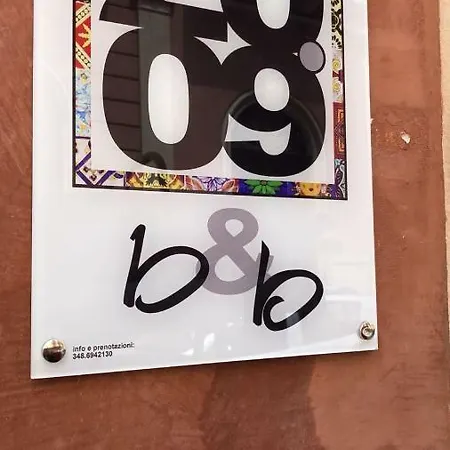 b&b
info e prenotazioni:
348.6942130